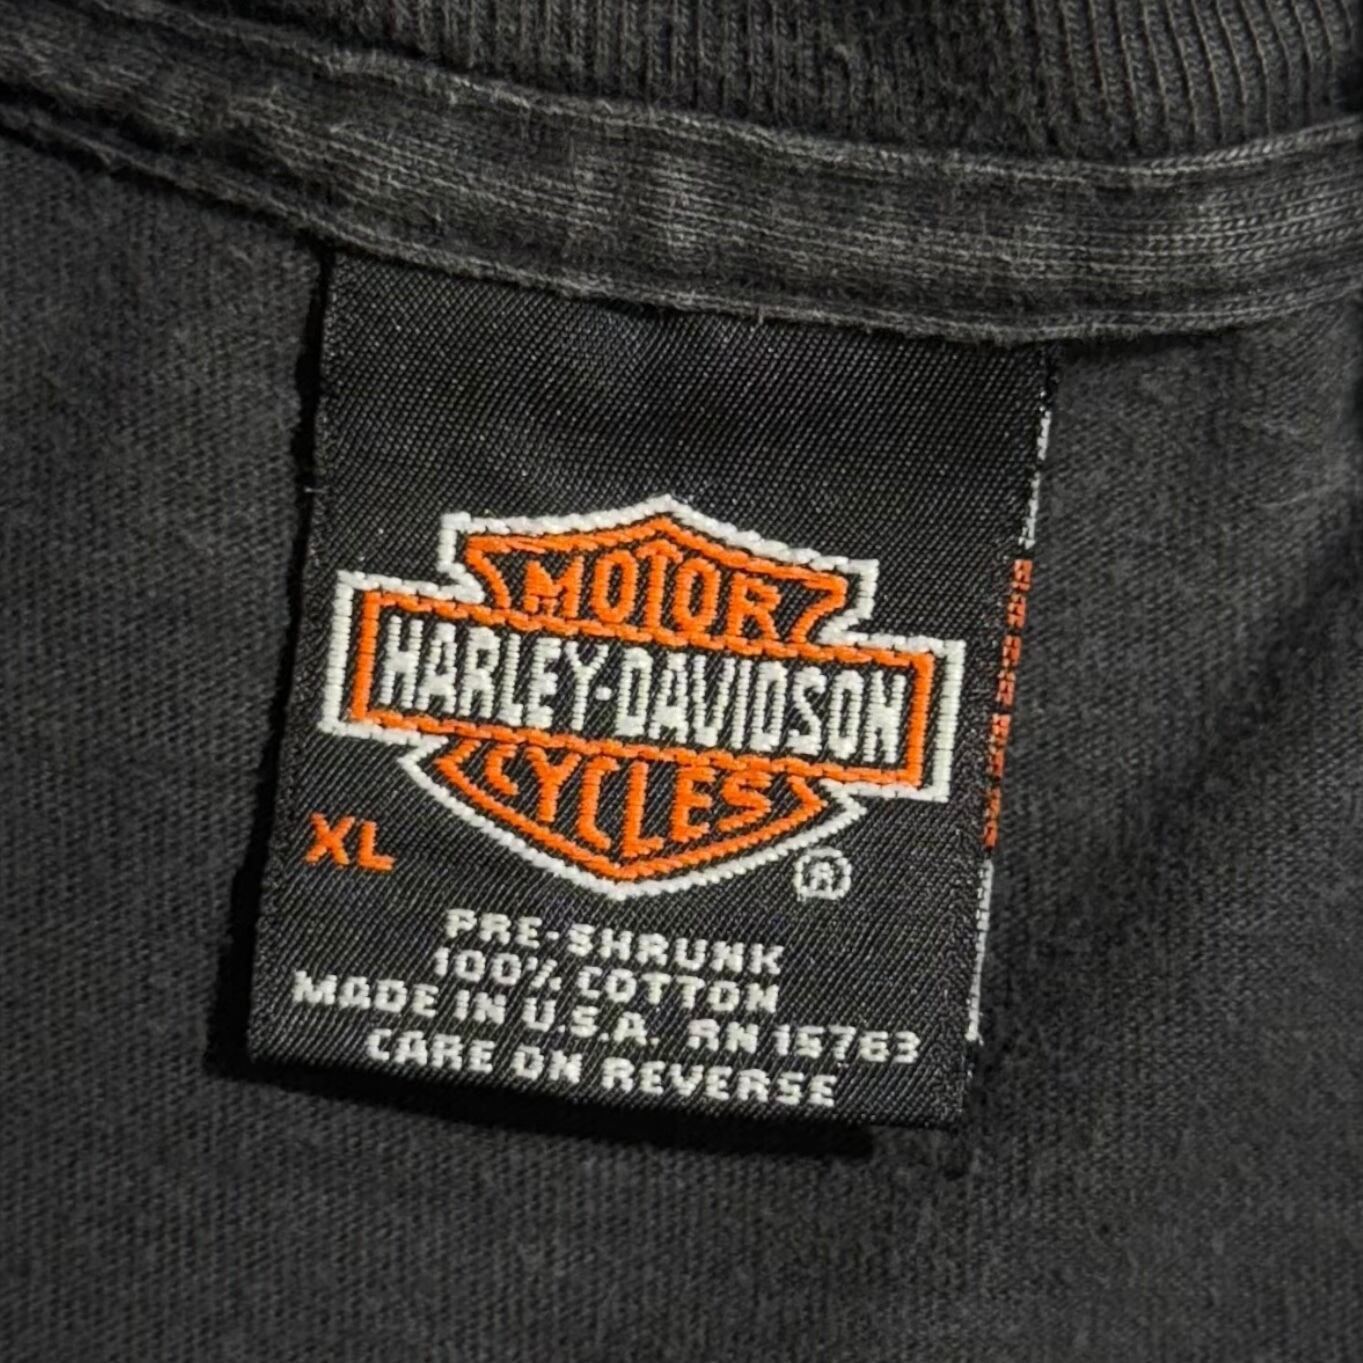 MOTOR
HARLEY-DAVIDSON
CYCLES
XL
®
PRE-SHRUNK
100% COTTON
MADE IN U.S.A. RN 15763
CARE ON REVERSE